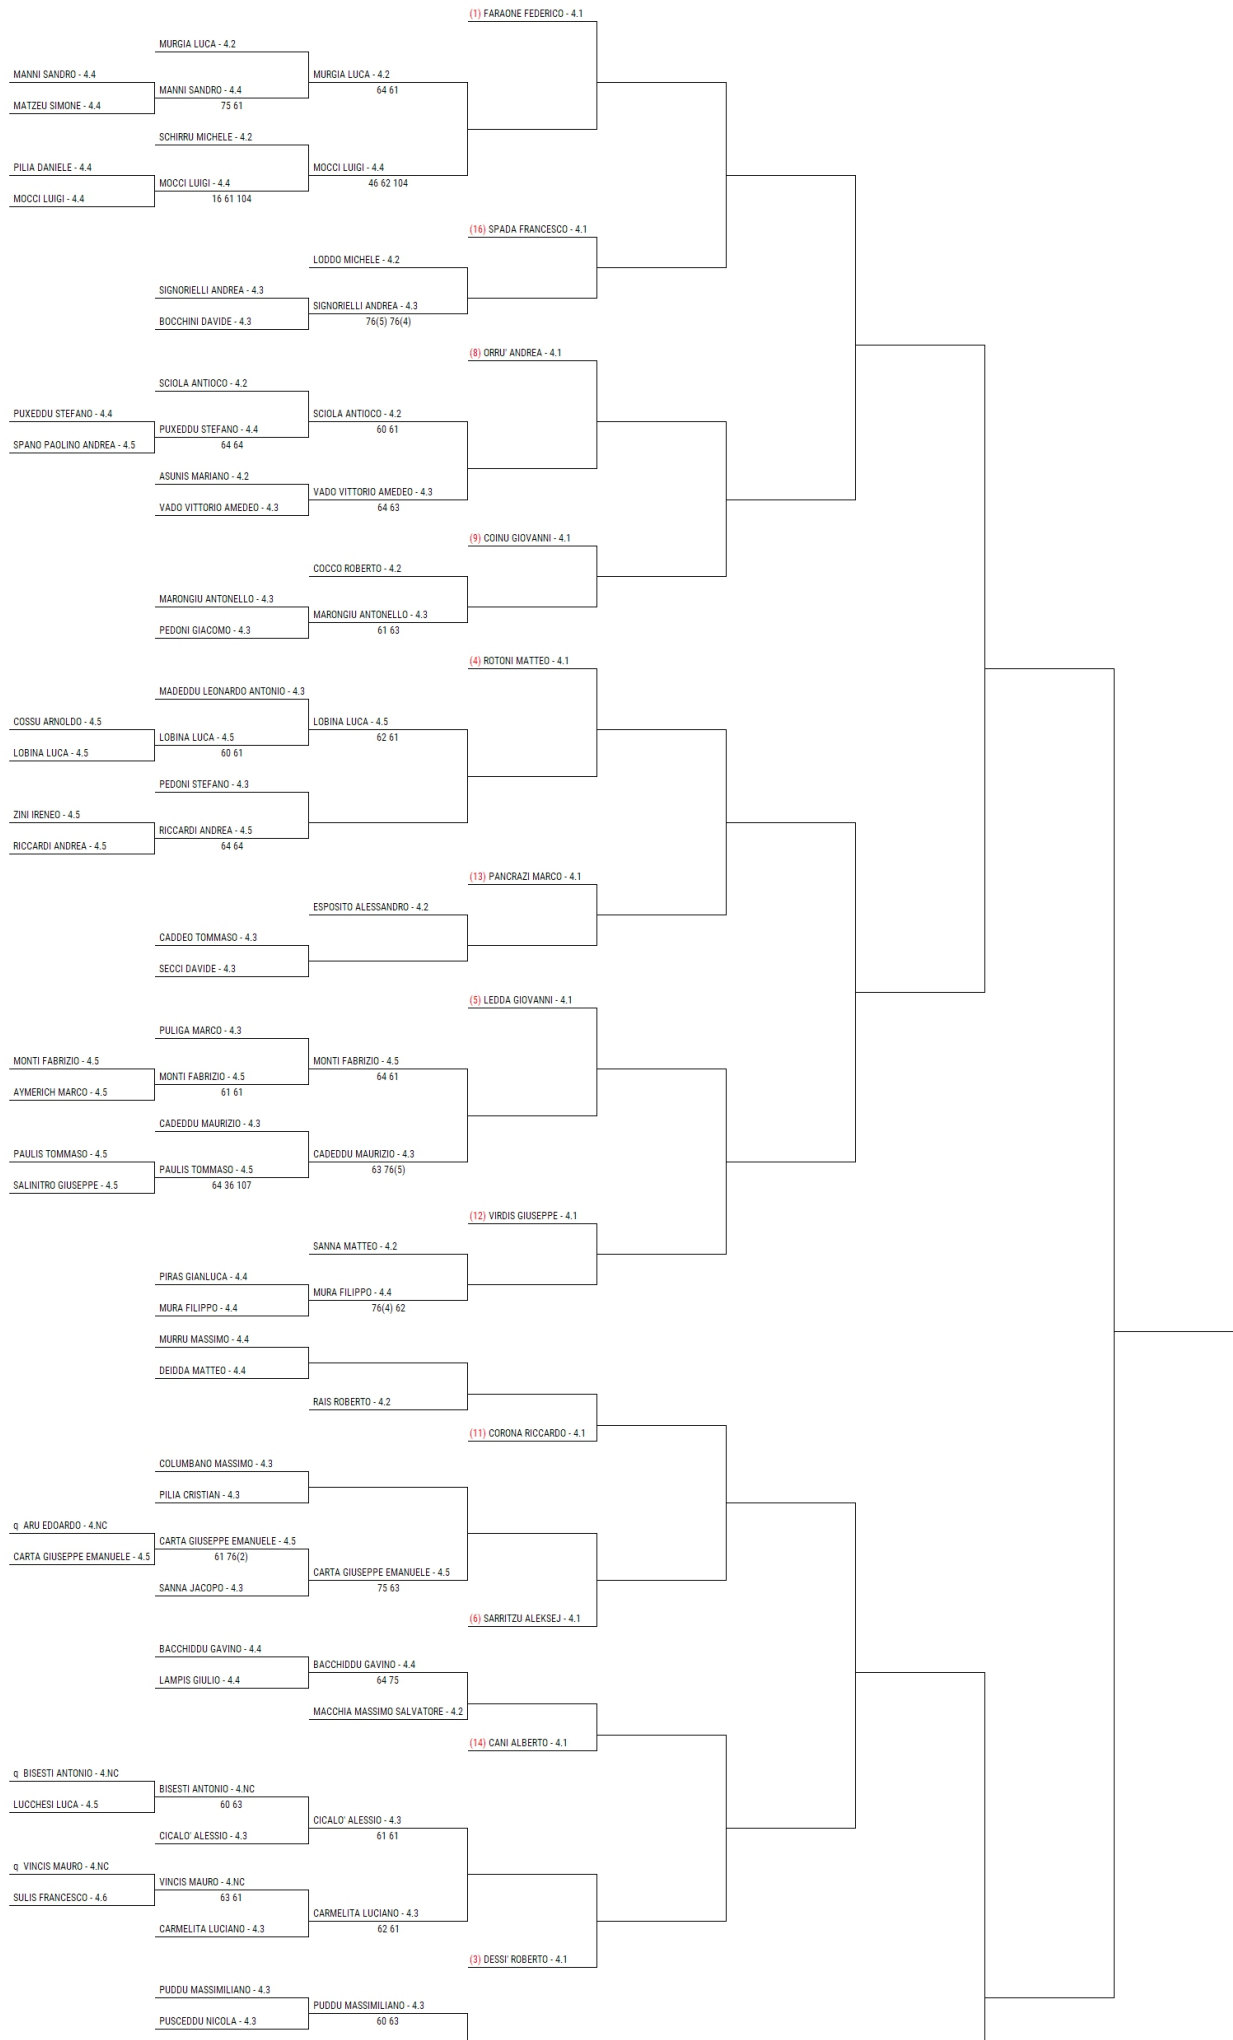 (1) FARAONE FEDERICO - 4.1
MURGIA LUCA - 4.2
MANNI SANDRO - 4.4
MURGIA LUCA - 4.2
MANNI SANDRO - 4.4
64 61
MATZEU SIMONE - 4.4
75 61
SCHIRRU MICHELE - 4.2
PILIA DANIELE - 4.4
MOCCI LUIGI - 4.4
MOCCI LUIGI - 4.4
46 62 104
MOCCI LUIGI - 4.4
16 61 104
(16) SPADA FRANCESCO - 4.1
LODDO MICHELE - 4.2
SIGNORIELLI ANDREA - 4.3
SIGNORIELLI ANDREA - 4.3
BOCCHINI DAVIDE - 4.3
76(5) 76(4)
(8) ORRU' ANDREA - 4.1
SCIOLA ANTIOCO - 4.2
PUXEDDU STEFANO - 4.4
SCIOLA ANTIOCO - 4.2
PUXEDDU STEFANO - 4.4
60 61
SPANO PAOLINO ANDREA - 4.5
64 64
ASUNIS MARIANO - 4.2
VADO VITTORIO AMEDEO - 4.3
VADO VITTORIO AMEDEO - 4.3
64 63
(9) COINU GIOVANNI - 4.1
COCCO ROBERTO - 4.2
MARONGIU ANTONELLO - 4.3
MARONGIU ANTONELLO - 4.3
PEDONI GIACOMO - 4.3
61 63
(4) ROTONI MATTEO - 4.1
MADEDDU LEONARDO ANTONIO - 4.3
COSSU ARNOLDO - 4.5
LOBINA LUCA - 4.5
LOBINA LUCA - 4.5
62 61
LOBINA LUCA - 4.5
60 61
PEDONI STEFANO - 4.3
ZINI IRENEO - 4.5
RICCARDI ANDREA - 4.5
RICCARDI ANDREA - 4.5
64 64
(13) PANCRAZI MARCO - 4.1
ESPOSITO ALESSANDRO - 4.2
CADDEO TOMMASO - 4.3
SECCI DAVIDE - 4.3
(5) LEDDA GIOVANNI - 4.1
PULIGA MARCO - 4.3
MONTI FABRIZIO - 4.5
MONTI FABRIZIO - 4.5
MONTI FABRIZIO - 4.5
64 61
AYMERICH MARCO - 4.5
61 61
CADEDDU MAURIZIO - 4.3
PAULIS TOMMASO - 4.5
CADEDDU MAURIZIO - 4.3
PAULIS TOMMASO - 4.5
63 76(5)
SALINITRO GIUSEPPE - 4.5
64 36 107
(12) VIRDIS GIUSEPPE - 4.1
SANNA MATTEO - 4.2
PIRAS GIANLUCA - 4.4
MURA FILIPPO - 4.4
MURA FILIPPO - 4.4
76(4) 62
MURRU MASSIMO - 4.4
DEIDDA MATTEO - 4.4
RAIS ROBERTO - 4.2
(11) CORONA RICCARDO - 4.1
COLUMBANO MASSIMO - 4.3
PILIA CRISTIAN - 4.3
q ARU EDOARDO - 4.NC
CARTA GIUSEPPE EMANUELE - 4.5
CARTA GIUSEPPE EMANUELE - 4.5
61 76(2)
CARTA GIUSEPPE EMANUELE - 4.5
SANNA JACOPO - 4.3
75 63
(6) SARRITZU ALEKSEJ - 4.1
BACCHIDDU GAVINO - 4.4
BACCHIDDU GAVINO - 4.4
LAMPIS GIULIO - 4.4
64 75
MACCHIA MASSIMO SALVATORE - 4.2
(14) CANI ALBERTO - 4.1
q BISESTI ANTONIO - 4.NC
BISESTI ANTONIO - 4.NC
LUCCHESI LUCA - 4.5
60 63
CICALO' ALESSIO - 4.3
CICALO' ALESSIO - 4.3
61 61
q VINCIS MAURO - 4.NC
VINCIS MAURO - 4.NC
SULIS FRANCESCO - 4.6
63 61
CARMELITA LUCIANO - 4.3
CARMELITA LUCIANO - 4.3
62 61
(3) DESSI' ROBERTO - 4.1
PUDDU MASSIMILIANO - 4.3
PUDDU MASSIMILIANO - 4.3
PUSCEDDU NICOLA - 4.3
60 63